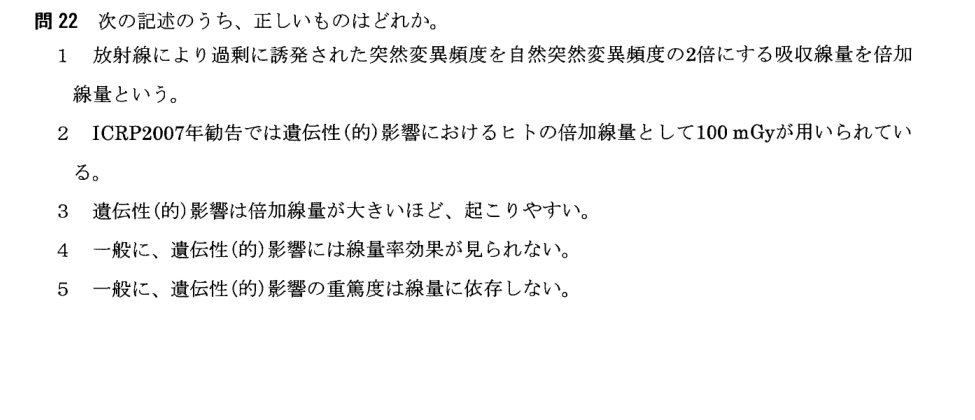 問22　次の記述のうち、正しいものはどれか。
1　放射線により過剰に誘発された突然変異頻度を自然突然変異頻度の2倍にする吸収線量を倍加
線量という。
2　ICRP2007年勧告では遺伝性(的)影響におけるヒトの倍加線量として100 mGyが用いられてい
る。
3　遺伝性(的)影響は倍加線量が大きいほど、起こりやすい。
4　一般に、遺伝性(的)影響には線量率効果が見られない。
5　一般に、遺伝性(的)影響の重篤度は線量に依存しない。